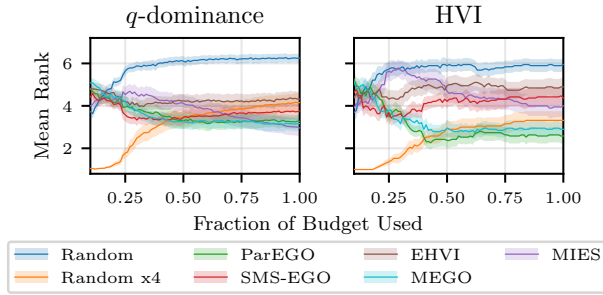 q-dominance HVI
Mean Rank
6
4
2
0.25 0.50 0.75 1.00 0.25 0.50 0.75 1.00
Fraction of Budget Used
Random ParEGO EHVI MIES
Random x4 SMS-EGO MEGO